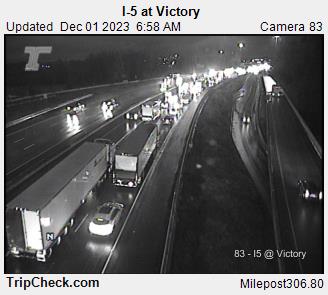 I-5 at Victory
Updated Dec 01 2023 6:58 AM Camera 83
T
83 - I5 @ Victory
TripCheck.com Milepost306.80